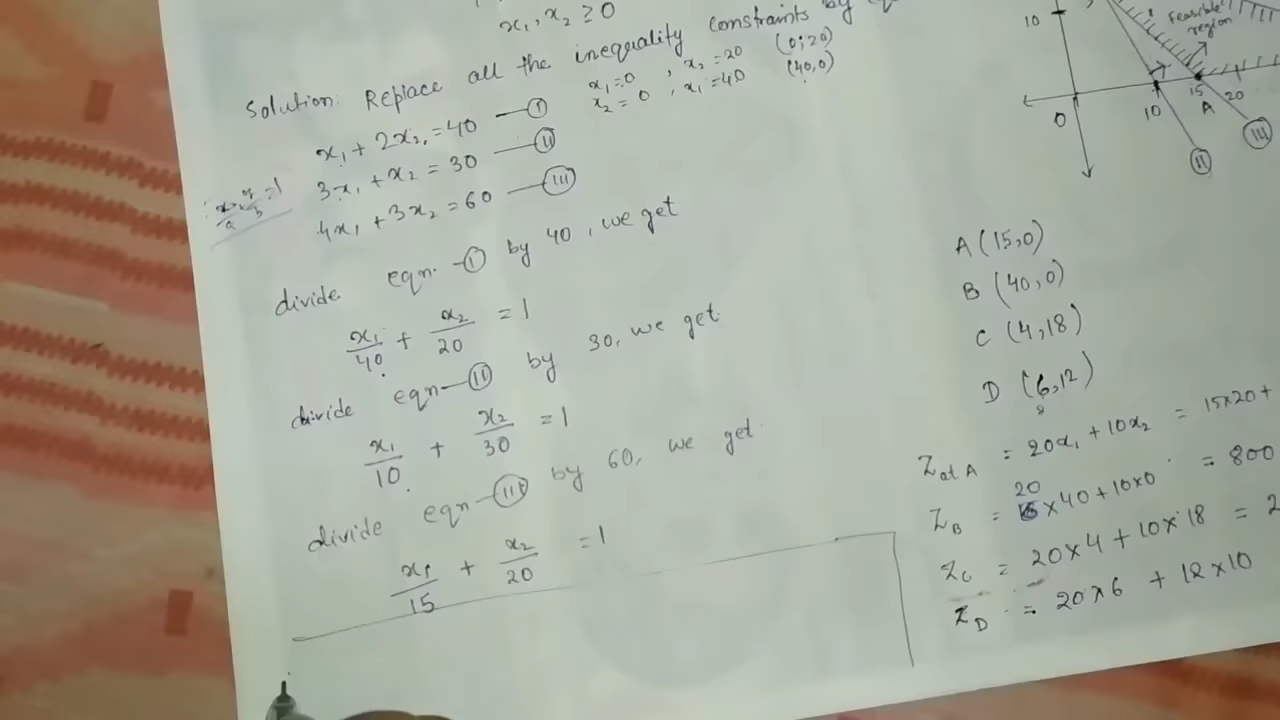 x₁, x₂ ≥ 0
Solution: Replace all the inequality constraints by
x₁=0 , x₂=20 (0,20)
x₂=0 , x₁=40 (40,0)
x₁ + 2x₂ = 40 — I
3x₁ + x₂ = 30 — II
4x₁ + 3x₂ = 60 — III
x/a + y/b = 1
divide eqn. — I by 40, we get
x₁/40 + x₂/20 = 1
divide eqn — II by 30, we get
x₁/10 + x₂/30 = 1
divide eqn — III by 60, we get
x₁/15 + x₂/20 = 1
10
Feasible
region
0 10 15 20
A
II III
A (15,0)
B (40,0)
C (4,18)
D (6,12)
Z at A = 20x₁ + 10x₂ = 15×20+
Z_B = 20×40+10×0 = 800
Z_C = 20×4+10×18 = 2
Z_D = 20×6 + 12×10